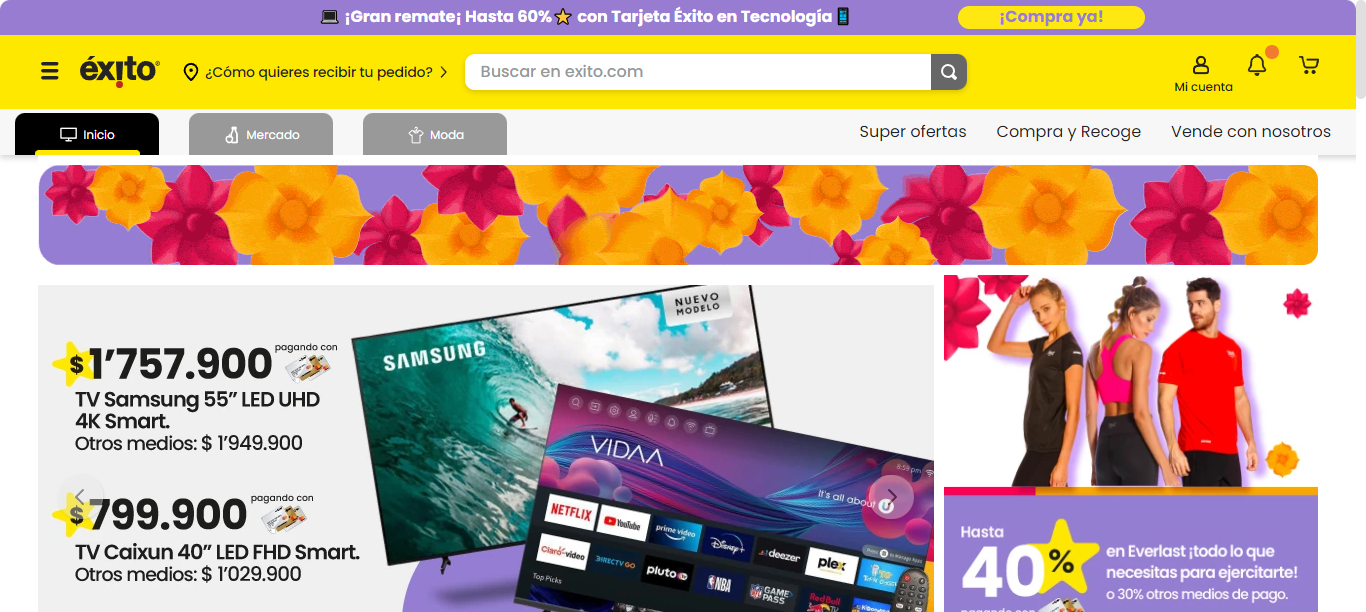 ¡Gran remate¡ Hasta 60% con Tarjeta Éxito en Tecnología
¡Compra ya!
éxito
¿Cómo quieres recibir tu pedido?
Buscar en exito.com
Mi cuenta
Inicio
Mercado
Moda
Super ofertas
Compra y Recoge
Vende con nosotros
$1’757.900
pagando con
TV Samsung 55” LED UHD
4K Smart.
Otros medios: $ 1’949.900
$799.900
pagando con
TV Caixun 40” LED FHD Smart.
Otros medios: $ 1’029.900
NUEVO
MODELO
SAMSUNG
VIDAA
8:59 pm
It's all about U
NETFLIX
YouTube
prime video
Disney+
deezer
plex
Claro-video
DIRECTV GO
pluto tv
NBA
GAME PASS
Top Picks
Hasta
40%
en Everlast ¡todo lo que
necesitas para ejercitarte!
o 30% otros medios de pago.
pagando con